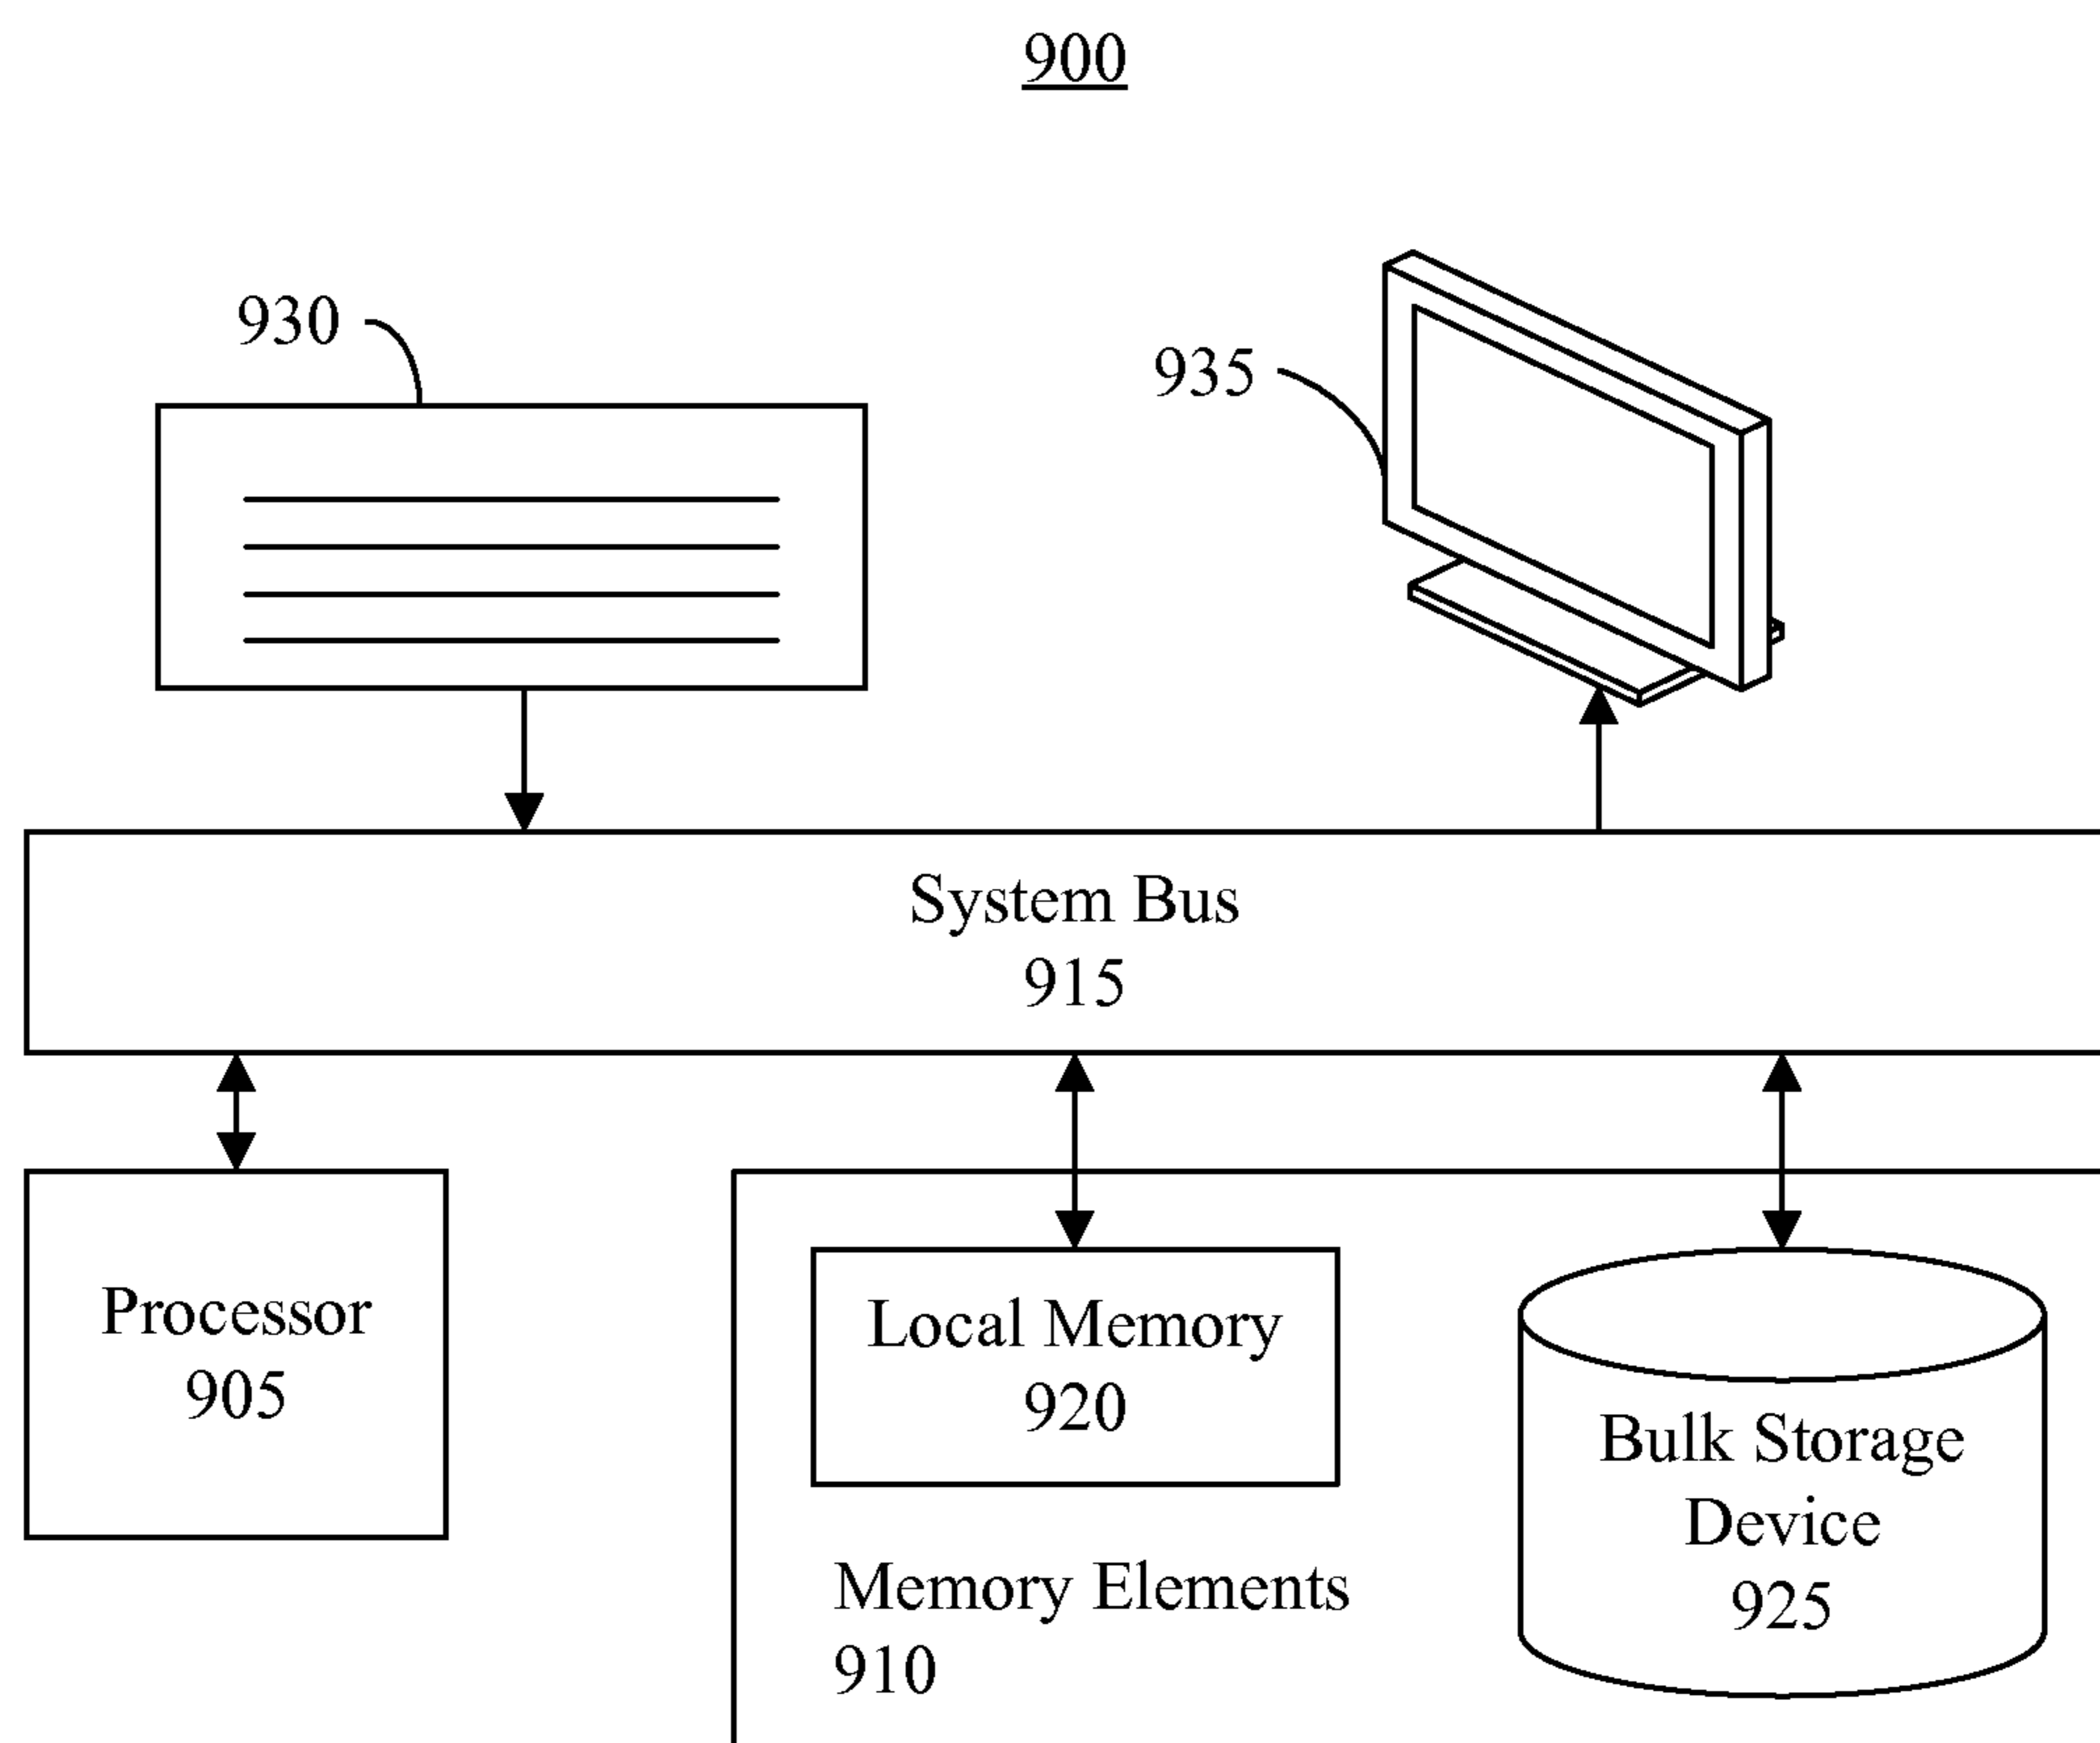 900
930
935
System Bus
915
Processor
905
Local Memory
920
Memory Elements
910
Bulk Storage
Device
925